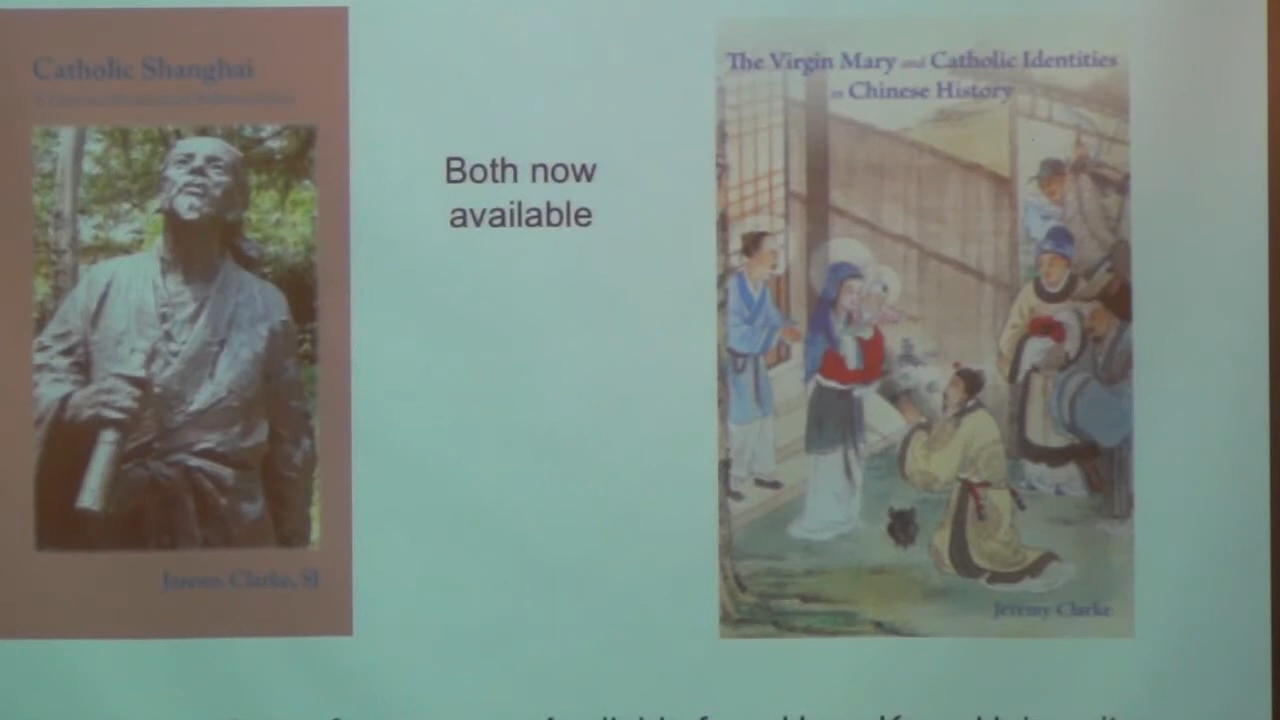 Catholic Shanghai
Jeremy Clarke, SJ
Both now
available
The Virgin Mary and Catholic Identities
in Chinese History
Jeremy Clarke